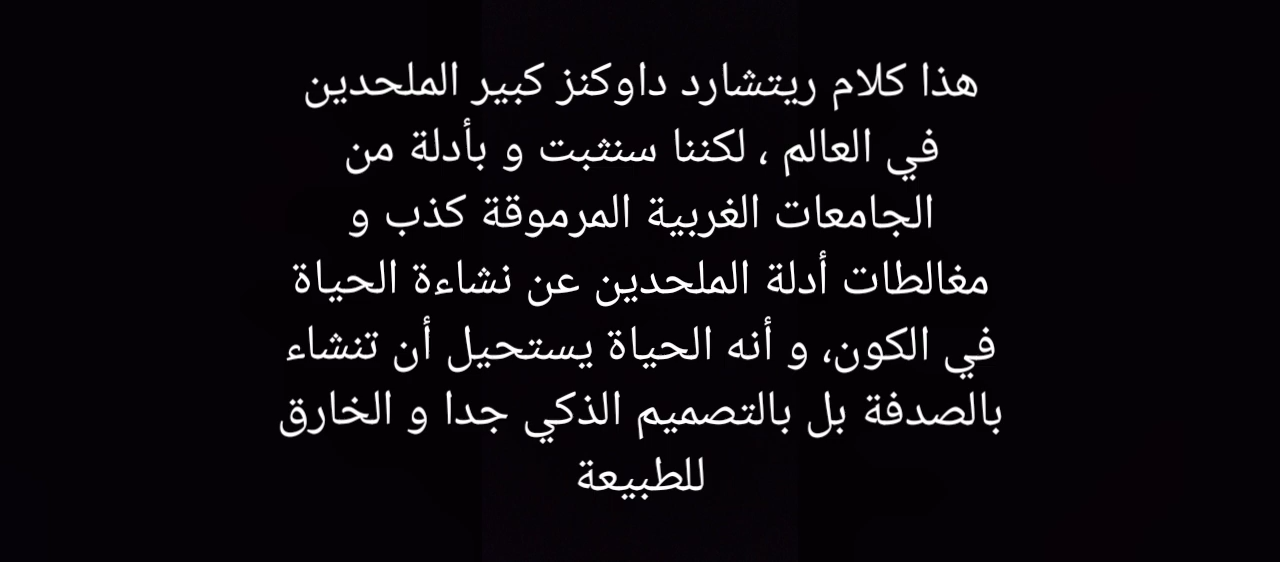 هذا كلام ريتشارد داوكنز كبير الملحدين
في العالم ، لكننا سنثبت و بأدلة من
الجامعات الغربية المرموقة كذب و
مغالطات أدلة الملحدين عن نشاءة الحياة
في الكون، و أنه الحياة يستحيل أن تنشاء
بالصدفة بل بالتصميم الذكي جدا و الخارق
للطبيعة